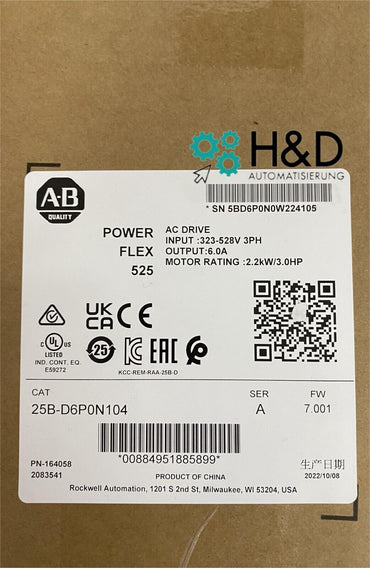 H&D
AUTOMATISIERUNG
* SN 5BD6P0N0W224105
A-B
QUALITY
POWER
FLEX
525
AC DRIVE
INPUT :323-528V 3PH
OUTPUT:6.0A
MOTOR RATING :2.2kW/3.0HP
UK
CA
CE
C UL US
LISTED
IND. CONT. EQ.
E59272
25
KC
EAC
KCC-REM-RAA-25B-D
CAT
25B-D6P0N104
SER
A
FW
7.001
*00884951885899*
PN-164058
2083541
生产日期
2022/10/08
PRODUCT OF CHINA
Rockwell Automation, 1201 S 2nd St, Milwaukee, WI 53204, USA